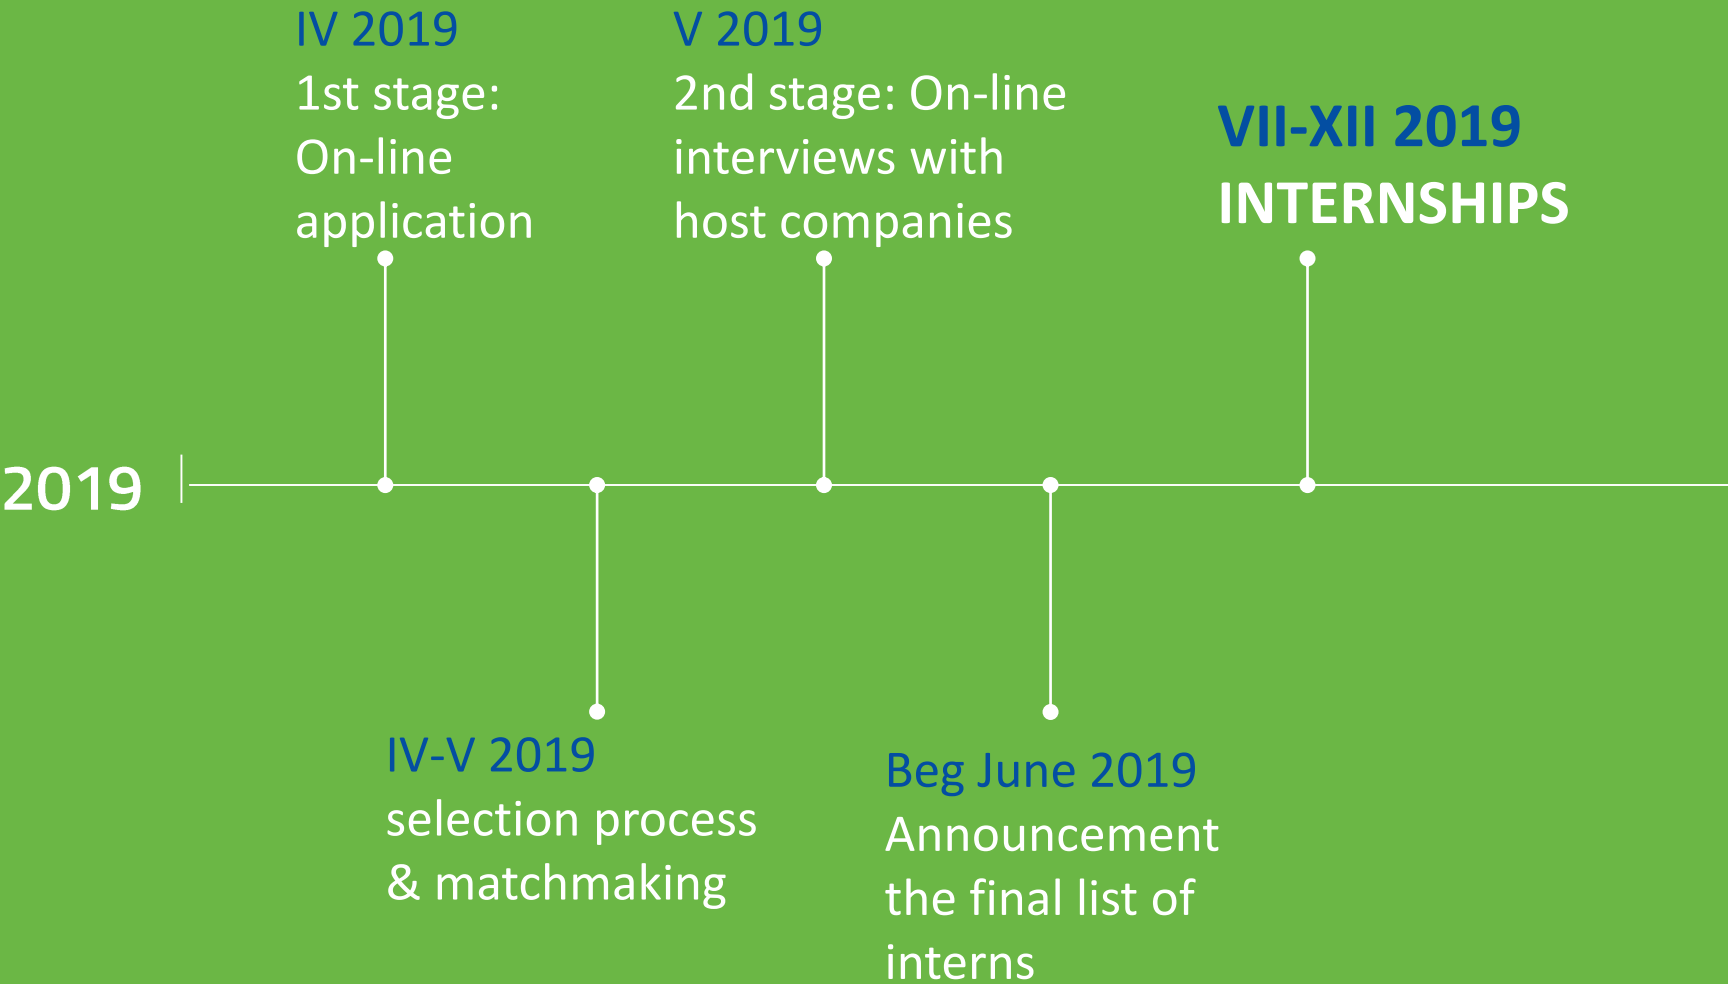 IV 2019
1st stage:
On-line
application
V 2019
2nd stage: On-line
interviews with
host companies
VII-XII 2019
INTERNSHIPS
2019
IV-V 2019
selection process
& matchmaking
Beg June 2019
Announcement
the final list of
interns